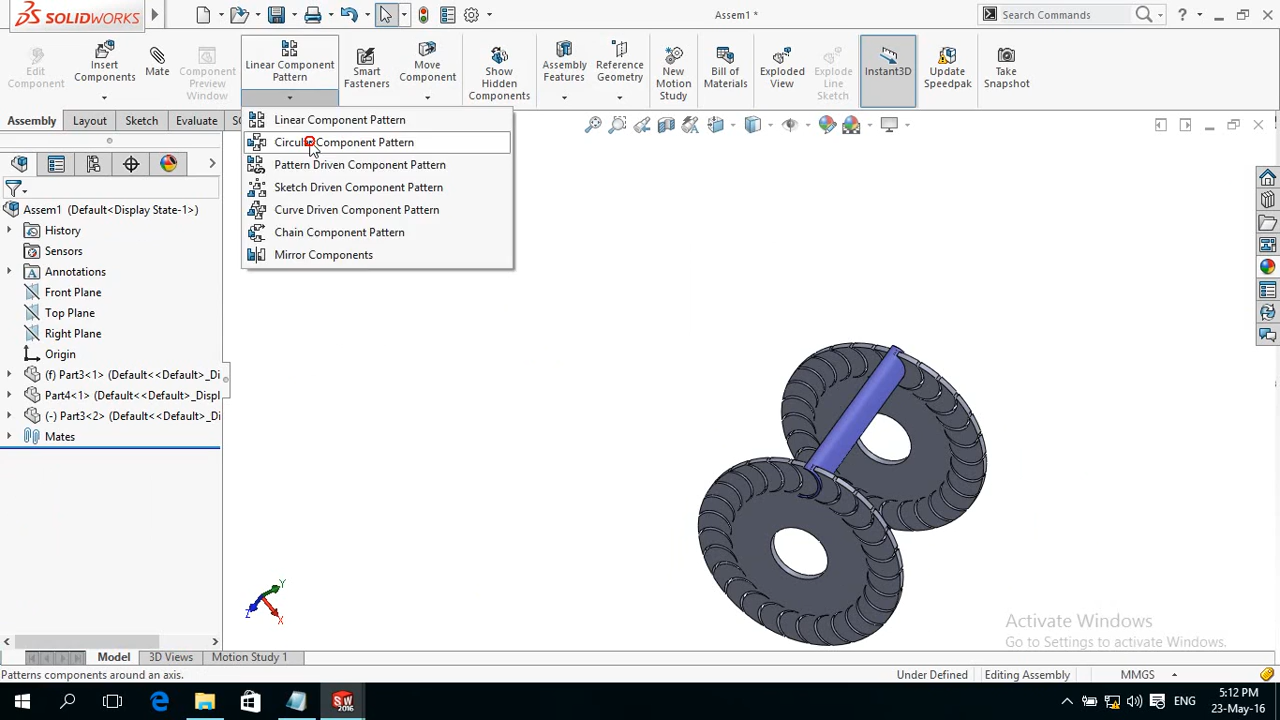 SOLIDWORKS
Assem1 *
Search Commands
Edit Component
Insert Components
Mate
Component Preview Window
Linear Component Pattern
Smart Fasteners
Move Component
Show Hidden Components
Assembly Features
Reference Geometry
New Motion Study
Bill of Materials
Exploded View
Explode Line Sketch
Instant3D
Update Speedpak
Take Snapshot
Assembly
Layout
Sketch
Evaluate
Linear Component Pattern
Circular Component Pattern
Pattern Driven Component Pattern
Sketch Driven Component Pattern
Curve Driven Component Pattern
Chain Component Pattern
Mirror Components
Assem1 (Default<Display State-1>)
History
Sensors
Annotations
Front Plane
Top Plane
Right Plane
Origin
(f) Part3<1> (Default<<Default>_Di
Part4<1> (Default<<Default>_Displ
(-) Part3<2> (Default<<Default>_Di
Mates
Y
Z
X
Activate Windows
Go to Settings to activate Windows.
Model
3D Views
Motion Study 1
Patterns components around an axis.
Under Defined
Editing Assembly
MMGS
SW
2016
ENG
5:12 PM
23-May-16